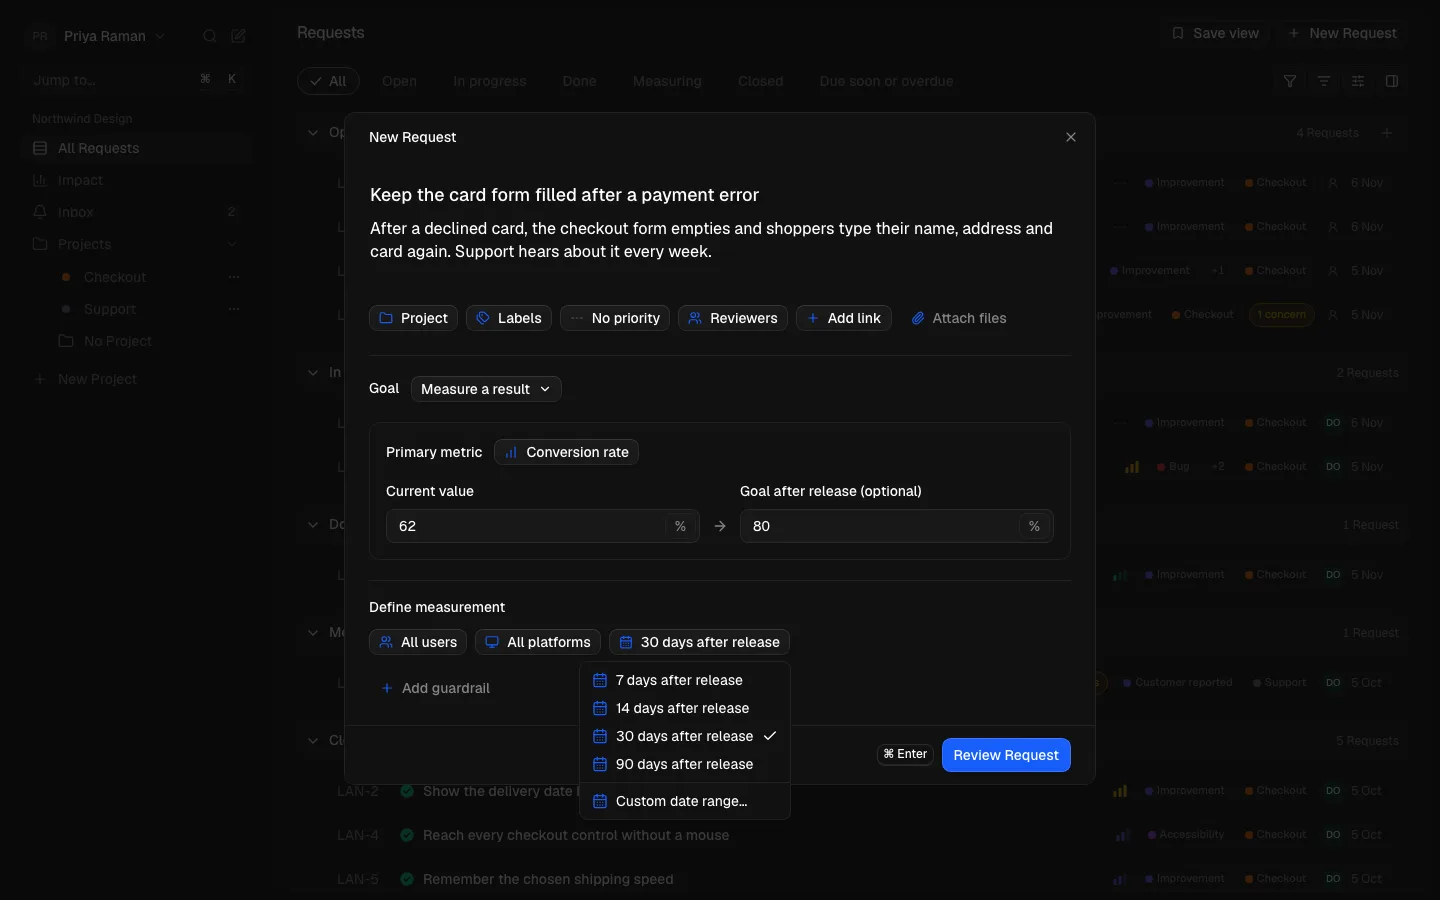 PR Priya Raman
Jump to... ⌘ K
Northwind Design
All Requests
Impact
Inbox 2
Projects
Checkout
Support
No Project
New Project
Requests
Save view
New Request
All Open In progress Done Measuring Closed Due soon or overdue
4 Requests
Improvement Checkout 6 Nov
Improvement Checkout 6 Nov
Improvement +1 Checkout 5 Nov
Checkout 1 concern 5 Nov
In
2 Requests
Improvement Checkout DO 6 Nov
Bug +2 Checkout DO 5 Nov
1 Request
Improvement Checkout DO 5 Nov
1 Request
Customer reported Support DO 5 Oct
5 Requests
New Request
Keep the card form filled after a payment error
After a declined card, the checkout form empties and shoppers type their name, address and
card again. Support hears about it every week.
Project Labels No priority Reviewers Add link Attach files
Goal Measure a result
Primary metric Conversion rate
Current value
62 %
Goal after release (optional)
80 %
Define measurement
All users All platforms 30 days after release
Add guardrail
7 days after release
14 days after release
30 days after release
90 days after release
Custom date range...
⌘ Enter Review Request
LAN-2 Show the delivery date
Improvement Checkout DO 5 Oct
LAN-4 Reach every checkout control without a mouse
Accessibility Checkout DO 5 Oct
LAN-5 Remember the chosen shipping speed
Improvement Checkout DO 5 Oct